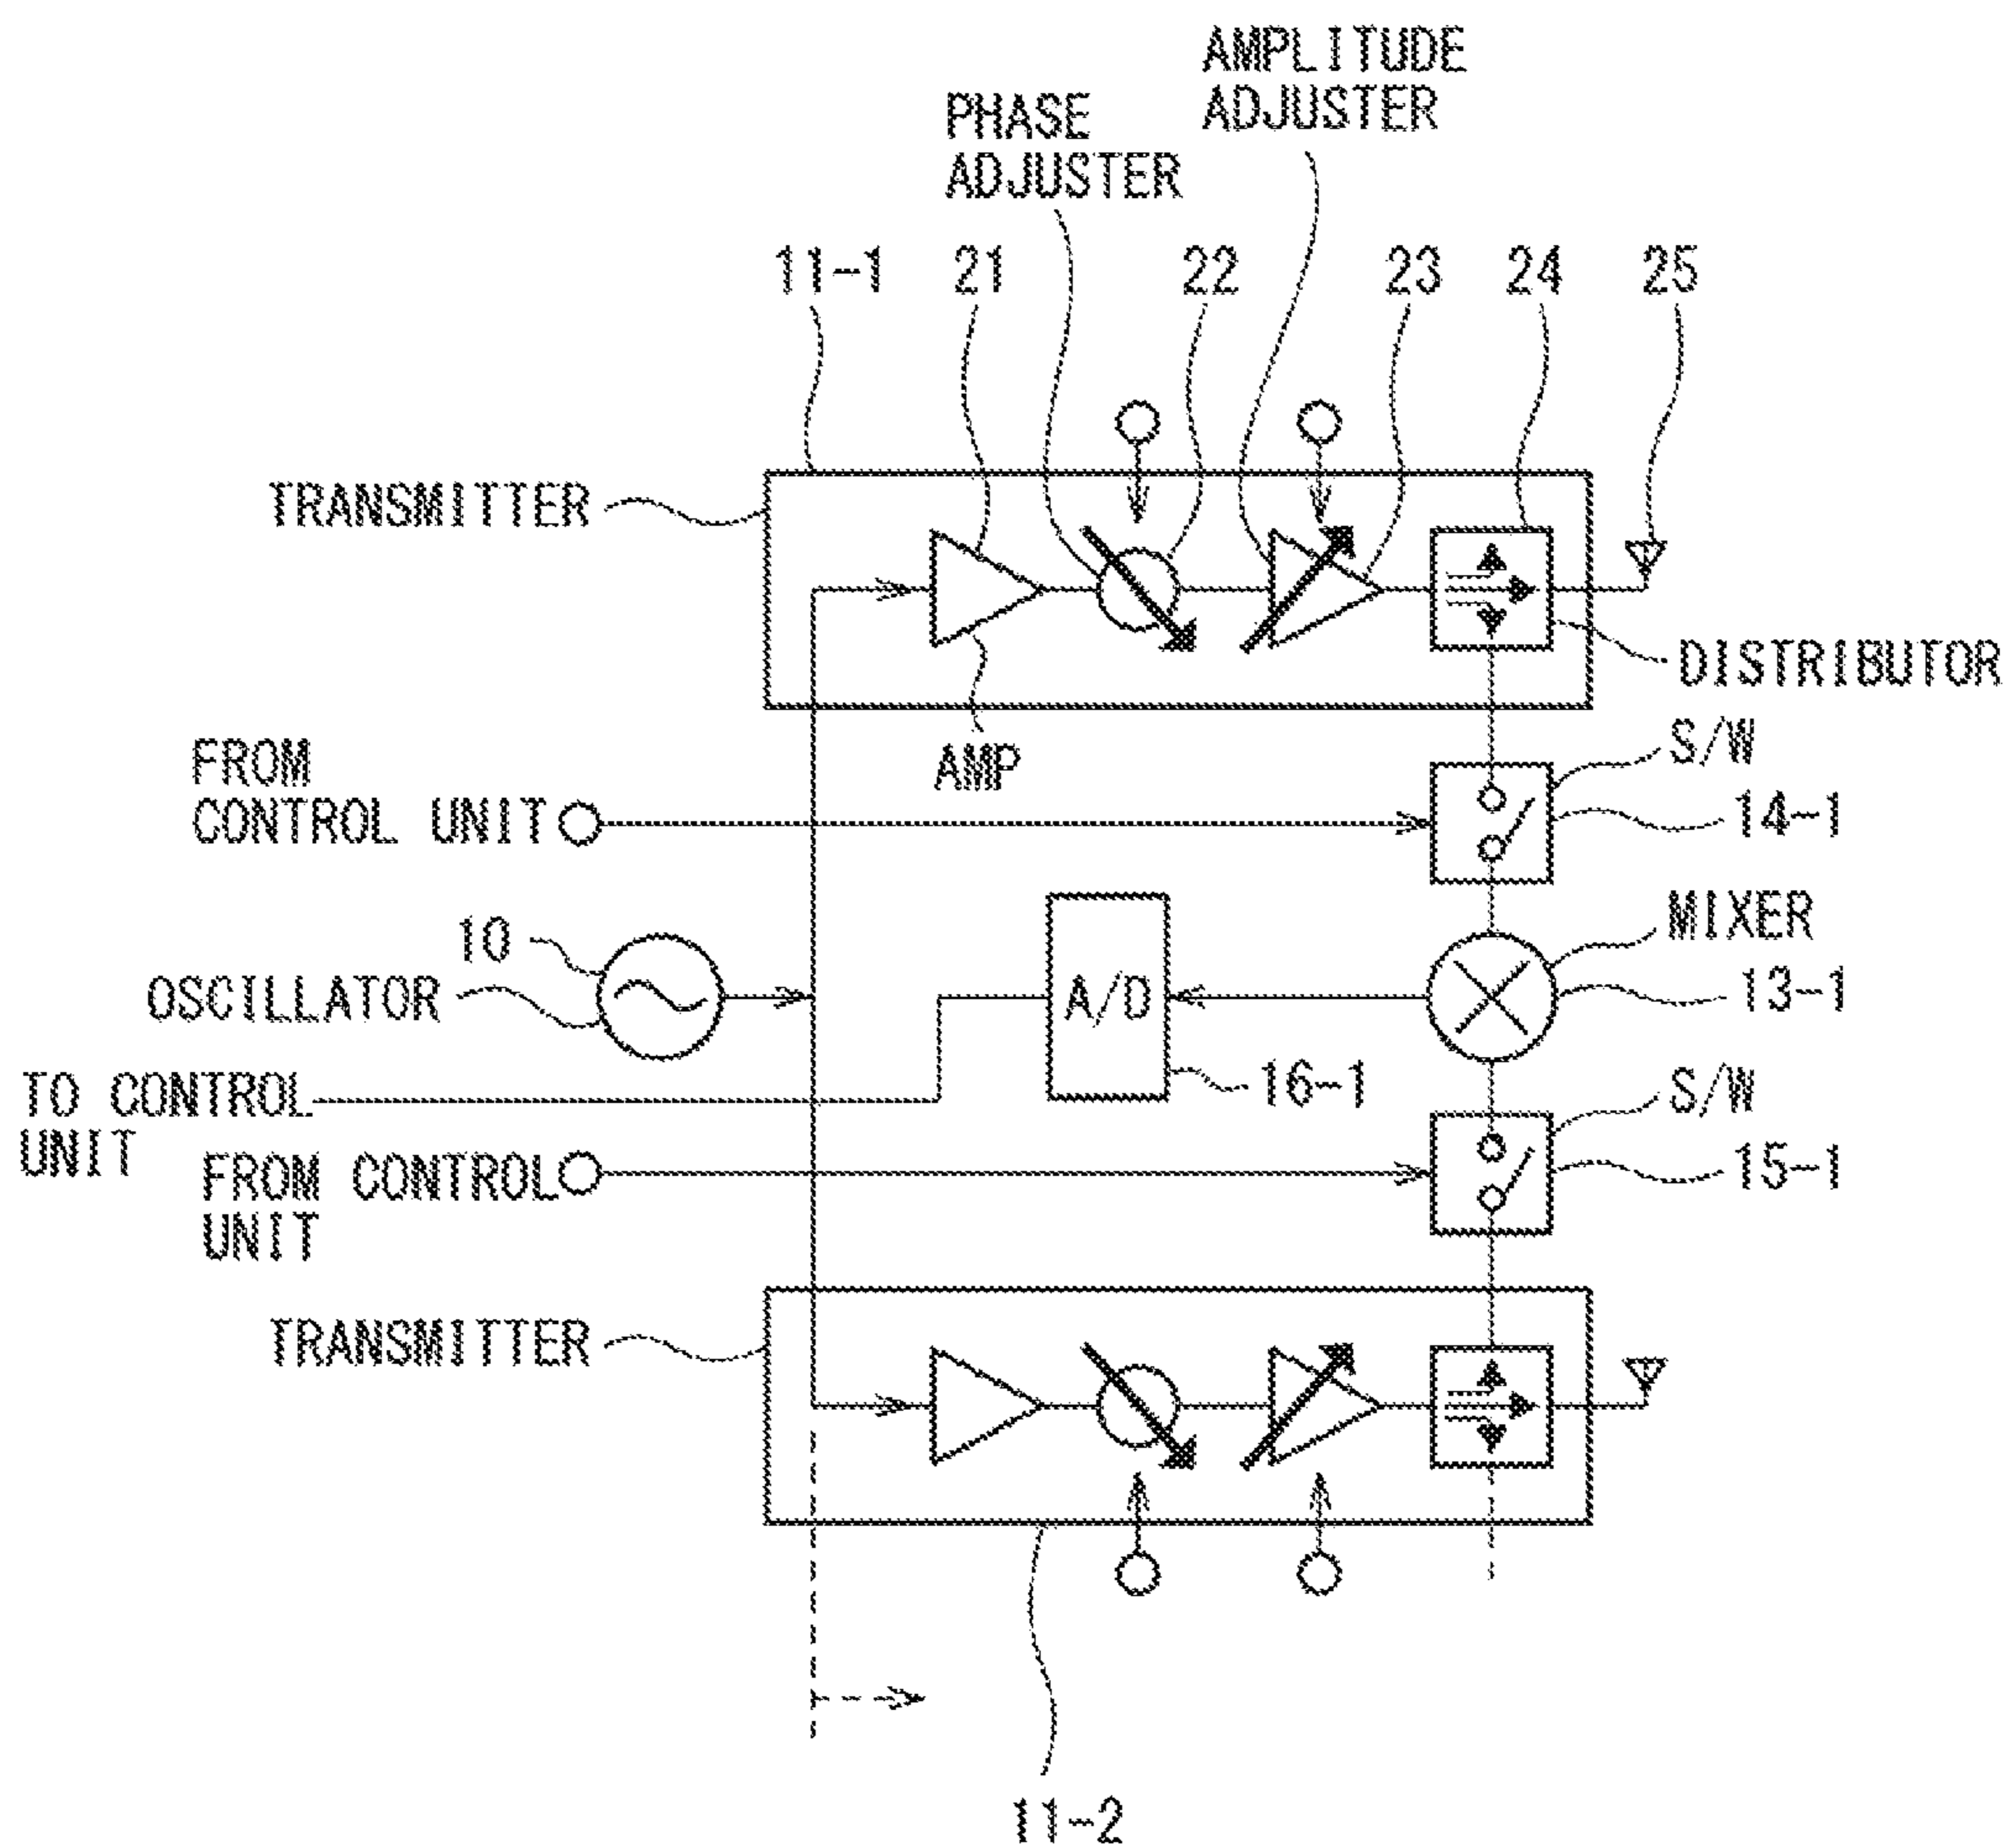 AMPLITUDE
ADJUSTER
PHASE
ADJUSTER
11-1
21
22
23
24
25
TRANSMITTER
DISTRIBUTOR
AMP
S/W
14-1
FROM
CONTROL UNIT
10
OSCILLATOR
A/D
16-1
MIXER
13-1
TO CONTROL
UNIT
FROM CONTROL
UNIT
S/W
15-1
TRANSMITTER
11-2